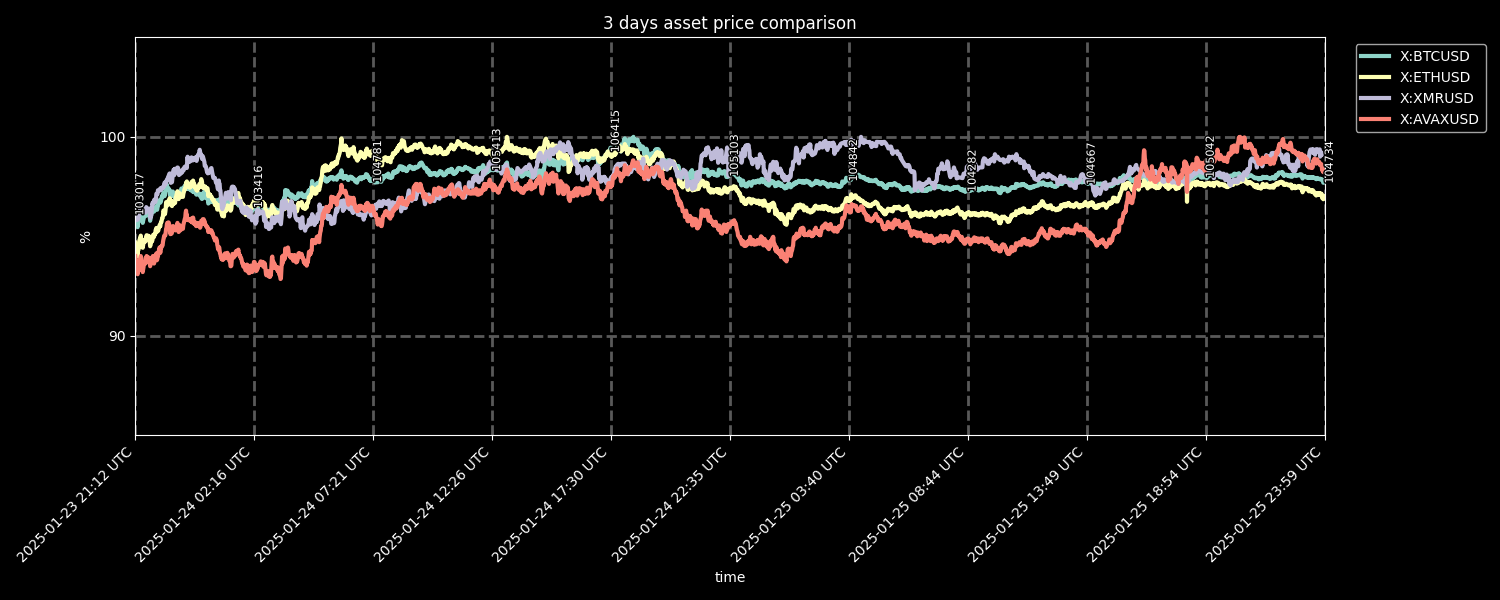 3 days asset price comparison
X:BTCUSD
X:ETHUSD
X:XMRUSD
X:AVAXUSD
100
90
%
103017
103416
104781
105413
106415
105103
104842
104282
104667
105042
104734
2025-01-23 21:12 UTC
2025-01-24 02:16 UTC
2025-01-24 07:21 UTC
2025-01-24 12:26 UTC
2025-01-24 17:30 UTC
2025-01-24 22:35 UTC
2025-01-25 03:40 UTC
2025-01-25 08:44 UTC
2025-01-25 13:49 UTC
2025-01-25 18:54 UTC
2025-01-25 23:59 UTC
time